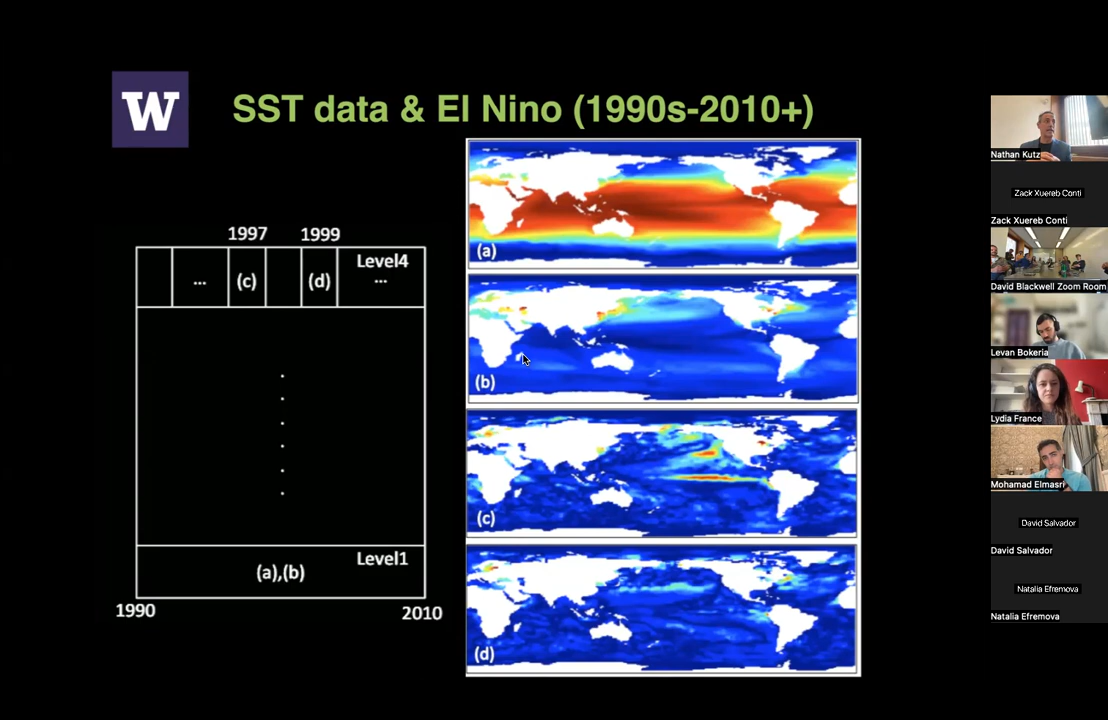 W
SST data & El Nino (1990s-2010+)
1997
1999
...
(c)
(d)
Level4
...
Level1
(a),(b)
1990
2010
(a)
(b)
(c)
(d)
Nathan Kutz
Zack Xuereb Conti
Zack Xuereb Conti
David Blackwell Zoom Room
Levan Bokeria
Lydia France
Mohamad Elmasri
David Salvador
David Salvador
Natalia Efremova
Natalia Efremova